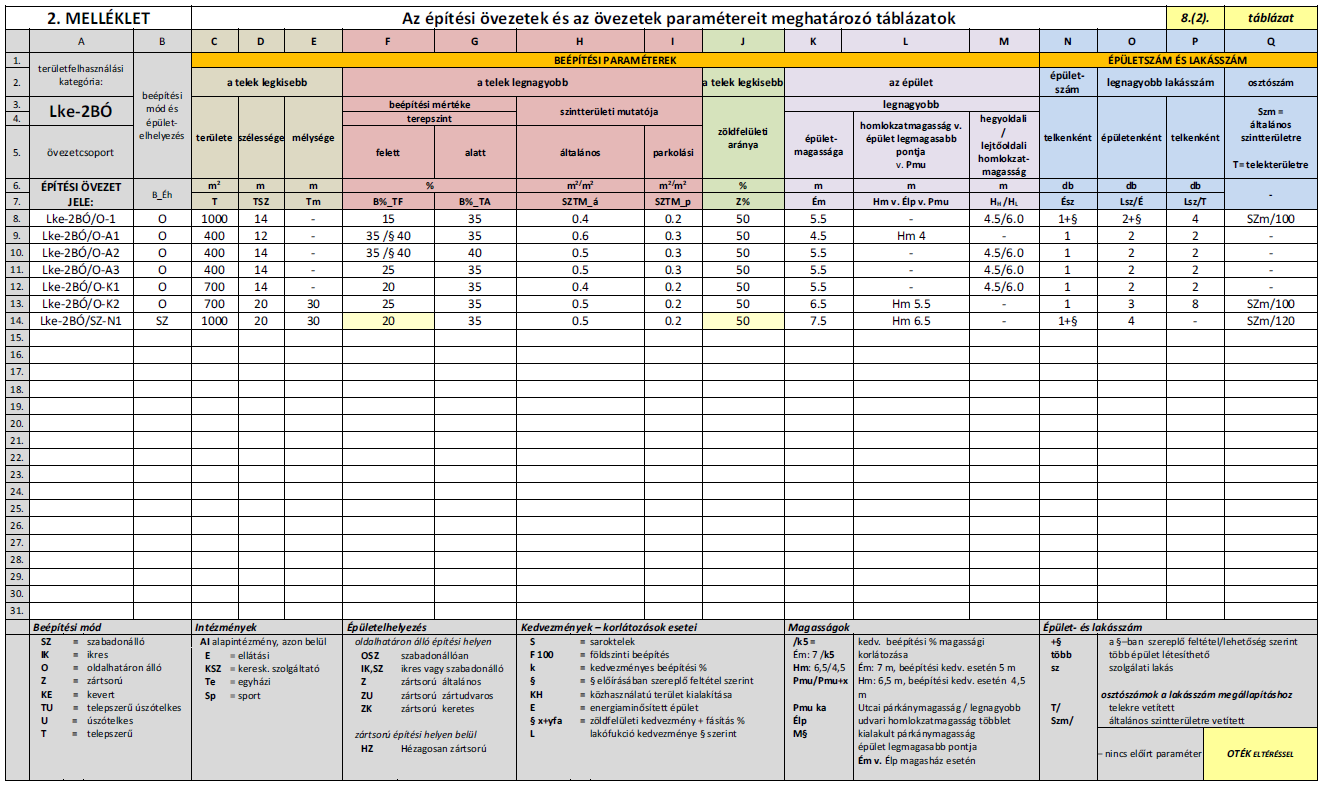 2. MELLÉKLET Az építési övezetek és az övezetek paramétereit meghatározó táblázatok 8.(2). táblázat
A B C D E F G H I J K L M N O P Q
1. BEÉPÍTÉSI PARAMÉTEREK ÉPÜLETSZÁM ÉS LAKÁSSZÁM
2. területfelhasználási kategória: beépítési mód és épület-elhelyezés a telek legkisebb a telek legnagyobb a telek legkisebb az épület épület-szám legnagyobb lakásszám osztószám
3. Lke-2BÓ beépítési mértéke szintterületi mutatója legnagyobb
4. terepszint
5. övezetcsoport területe szélessége mélysége felett alatt általános parkolási zöldfelületi aránya épület-magassága homlokzatmagasság v. épület legmagasabb pontja v. Pmu hegyoldali / lejtőoldali homlokzat-magasság telkenként épületenként telkenként Szm = általános szintterületre T= telekterületre
6. ÉPÍTÉSI ÖVEZET B_Éh m² m m % m²/m² m²/m² % m m m db db db -
7. JELE: T TSZ Tm B%_TF B%_TA SZTM_á SZTM_p Z% Ém Hm v. Élp v. Pmu HH /HL Ész Lsz/É Lsz/T
8. Lke-2BÓ/O-1 O 1000 14 - 15 35 0.4 0.2 50 5.5 - 4.5/6.0 1+§ 2+§ 4 SZm/100
9. Lke-2BÓ/O-A1 O 400 12 - 35 /§ 40 35 0.6 0.3 50 4.5 Hm 4 - 1 2 2 -
10. Lke-2BÓ/O-A2 O 400 14 - 35 /§ 40 40 0.5 0.3 50 5.5 - 4.5/6.0 1 2 2 -
11. Lke-2BÓ/O-A3 O 400 14 - 25 35 0.5 0.3 50 5.5 - 4.5/6.0 1 2 2 -
12. Lke-2BÓ/O-K1 O 700 14 - 20 35 0.4 0.2 50 5.5 - 4.5/6.0 1 2 2 -
13. Lke-2BÓ/O-K2 O 700 20 30 25 35 0.5 0.2 50 6.5 Hm 5.5 - 1 3 8 SZm/100
14. Lke-2BÓ/SZ-N1 SZ 1000 20 30 20 35 0.5 0.2 50 7.5 Hm 6.5 - 1+§ 4 - SZm/120
15.
16.
17.
18.
19.
20.
21.
22.
23.
24.
25.
26.
27.
28.
29.
30.
31.
Beépítési mód
SZ = szabadonálló
IK = ikres
O = oldalhatáron álló
Z = zártsorú
KE = kevert
TU = telepszerű úszótelkes
U = úszótelkes
T = telepszerű
Intézmények
AI alapintézmény, azon belül
E = ellátási
KSZ = keresk. szolgáltató
Te = egyházi
Sp = sport
Épületelhelyezés
oldalhatáron álló építési helyen
OSZ szabadonállóan
IK,SZ ikres vagy szabadonálló
Z zártsorú általános
ZU zártsorú zártudvaros
ZK zártsorú keretes
zártsorú építési helyen belül
HZ Hézagosan zártsorú
Kedvezmények – korlátozások esetei
S = saroktelek
F 100 = földszinti beépítés
k = kedvezményes beépítési %
§ = § előírásában szereplő feltétel szerint
KH = közhasználatú terület kialakítása
E = energiaminősített épület
§ x+yfa = zöldfelületi kedvezmény + fásítás %
L = lakófukció kedvezménye § szerint
Magasságok
/k5 = kedv. beépítési % magassági
korlátozása
Ém: 7 /k5 Ém: 7 m, beépítési kedv. esetén 5 m
Hm: 6,5/4,5 Hm: 6,5 m, beépítési kedv. esetén 4,5
m
Pmu/Pmu+x
Pmu ka Utcai párkánymagasság / legnagyobb
Élp udvari homlokzatmagasság többlet
M§ kialakult párkánymagasság
épület legmagasabb pontja
Ém v. Élp magasház esetén
Épület- és lakásszám
+§ a §–ban szereplő feltétel/lehetőség szerint
több több épület létesíthető
sz szolgálati lakás
osztószámok a lakásszám megállapításhoz
T/ telekre vetített
Szm/ általános szintterületre vetített
– nincs előírt paraméter OTÉK ELTÉRÉSSEL